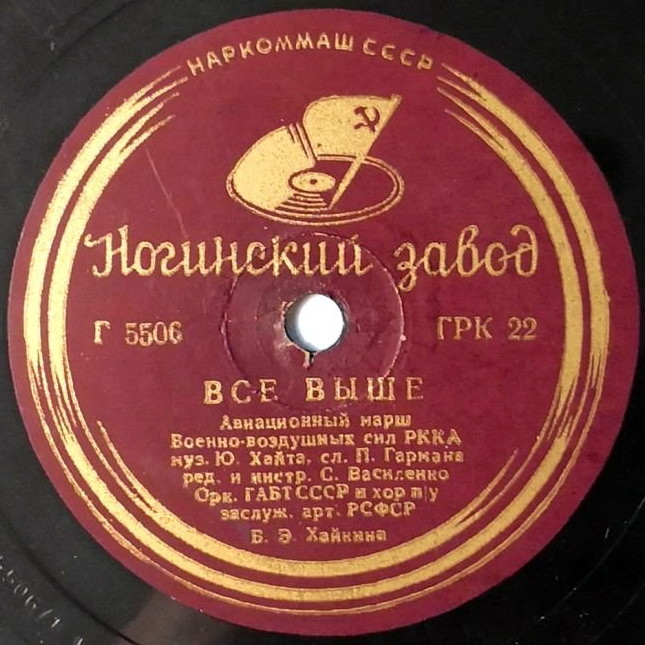 НАРКОММАШ СССР
Ногинский завод
Г 5506
ГРК 22
ВСЕ ВЫШЕ
Авиационный марш
Военно-воздушных сил РККА
муз. Ю. Хайта, сл. П. Гармана
ред. и инстр. С. Василенко
Орк. ГАБТ СССР и хор п/у
заслуж. арт. РСФСР
Б. Э. Хайкина